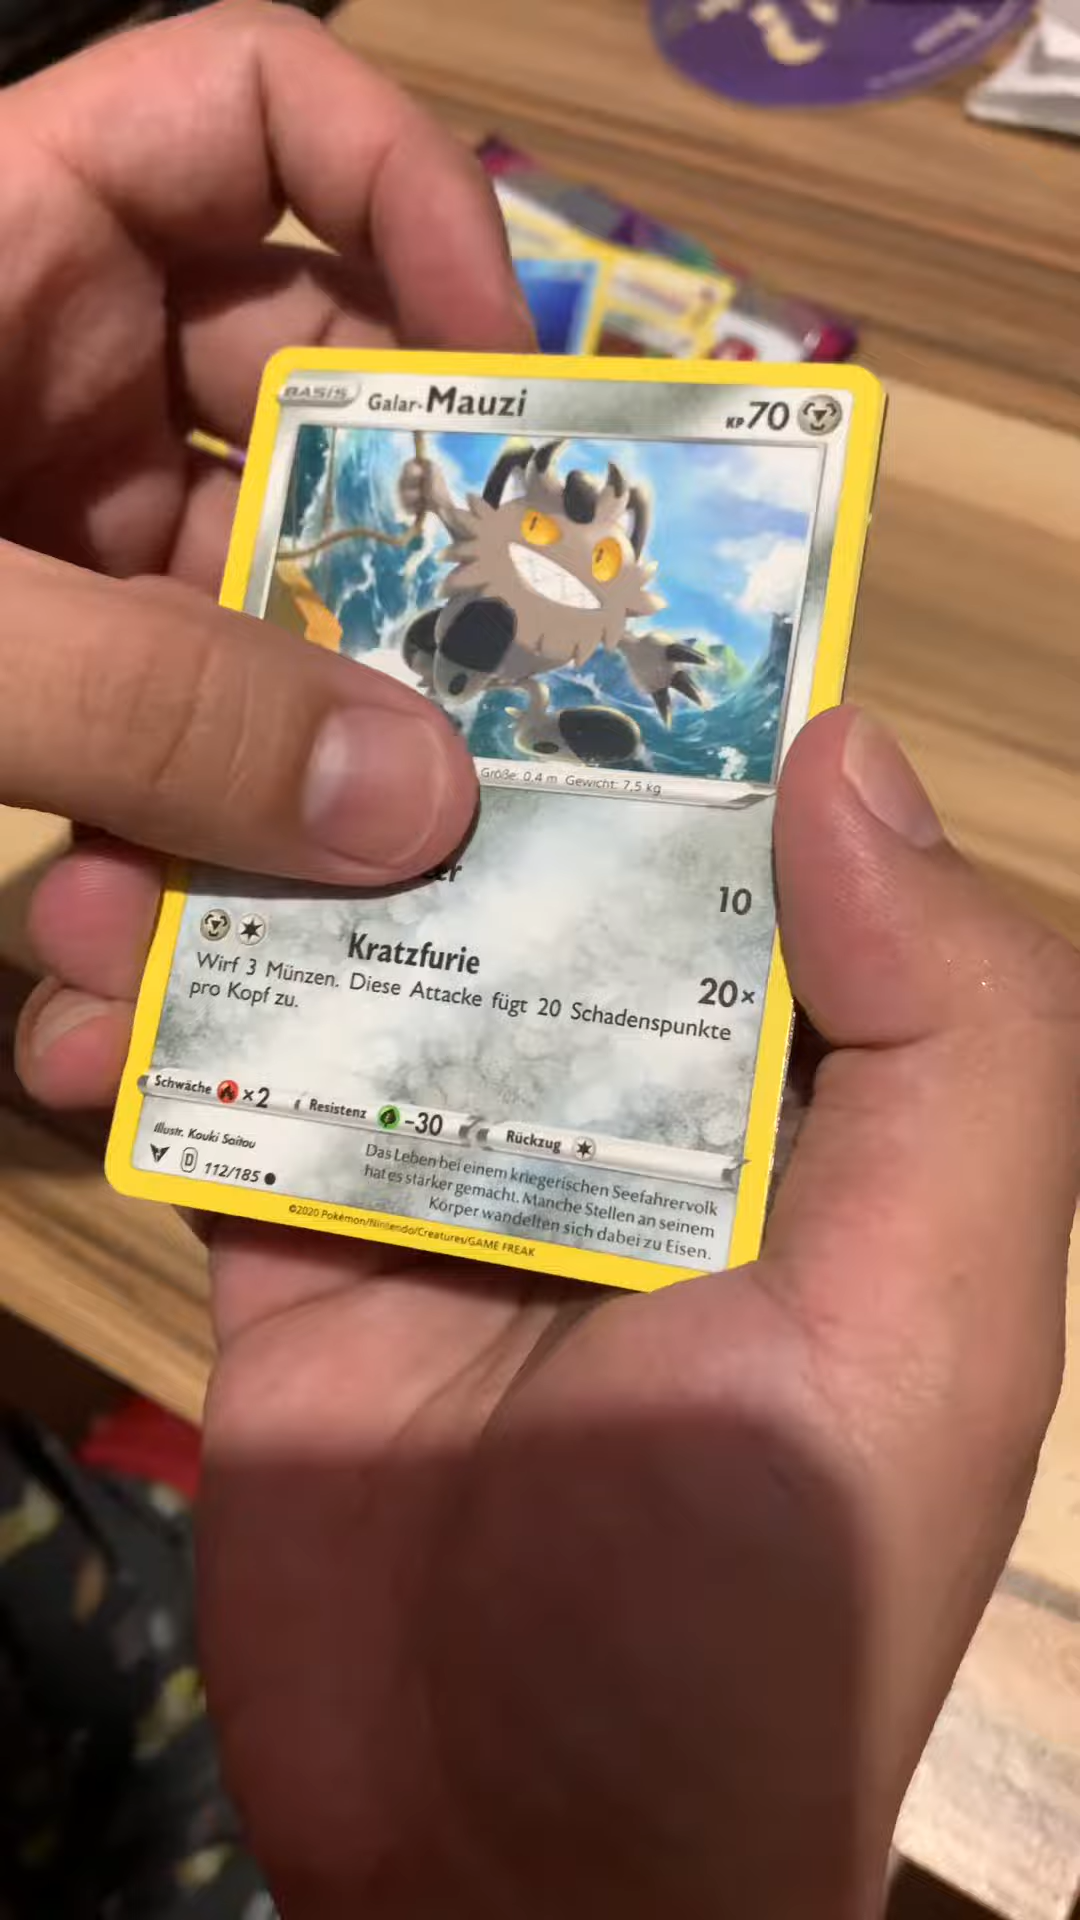 BASIS Galar-Mauzi KP 70
Größe: 0,4 m Gewicht: 7,5 kg
10
Kratzfurie 20×
Wirf 3 Münzen. Diese Attacke fügt 20 Schadenspunkte
pro Kopf zu.
Schwäche ×2 Resistenz -30 Rückzug
Illustr. Kouki Saitou
D 112/185
Das Leben bei einem kriegerischen Seefahrervolk
hat es stärker gemacht. Manche Stellen an seinem
Körper wandelten sich dabei zu Eisen.
©2020 Pokémon/Nintendo/Creatures/GAME FREAK